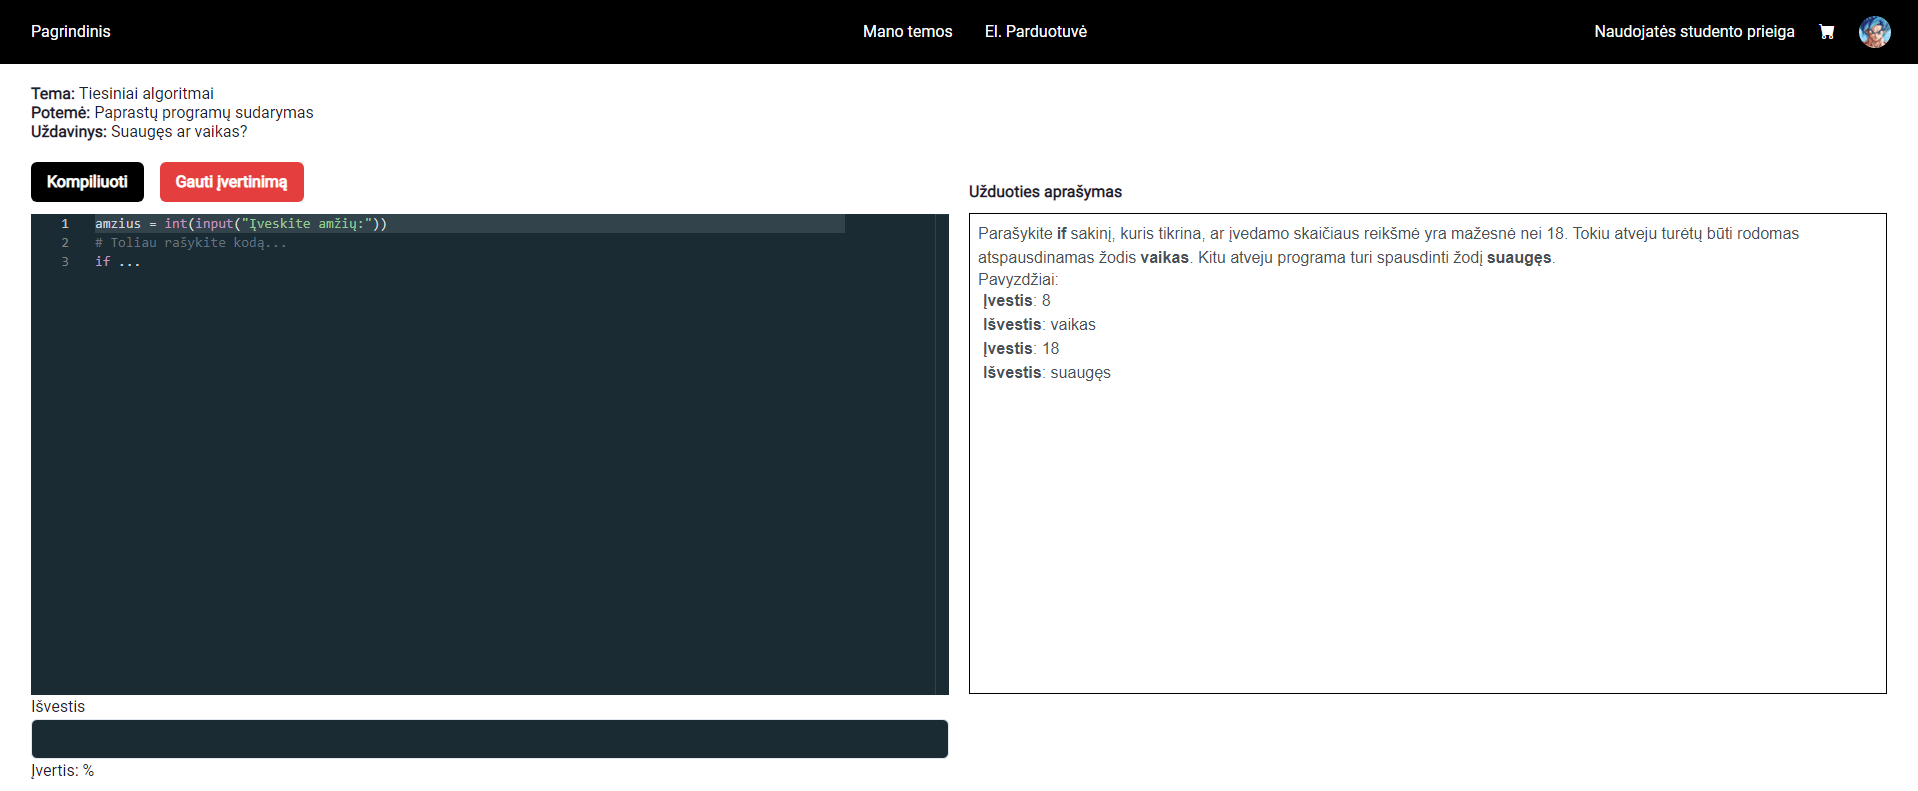 Pagrindinis
Mano temos
El. Parduotuvė
Naudojatės studento prieiga
Tema: Tiesiniai algoritmai
Potemė: Paprastų programų sudarymas
Uždavinys: Suaugęs ar vaikas?
Kompiliuoti
Gauti įvertinimą
1 amzius = int(input("Įveskite amžių:"))
2 # Toliau rašykite kodą...
3 if ...
Išvestis
Įvertis: %
Užduoties aprašymas
Parašykite if sakinį, kuris tikrina, ar įvedamo skaičiaus reikšmė yra mažesnė nei 18. Tokiu atveju turėtų būti rodomas
atspausdinamas žodis vaikas. Kitu atveju programa turi spausdinti žodį suaugęs.
Pavyzdžiai:
Įvestis: 8
Išvestis: vaikas
Įvestis: 18
Išvestis: suaugęs